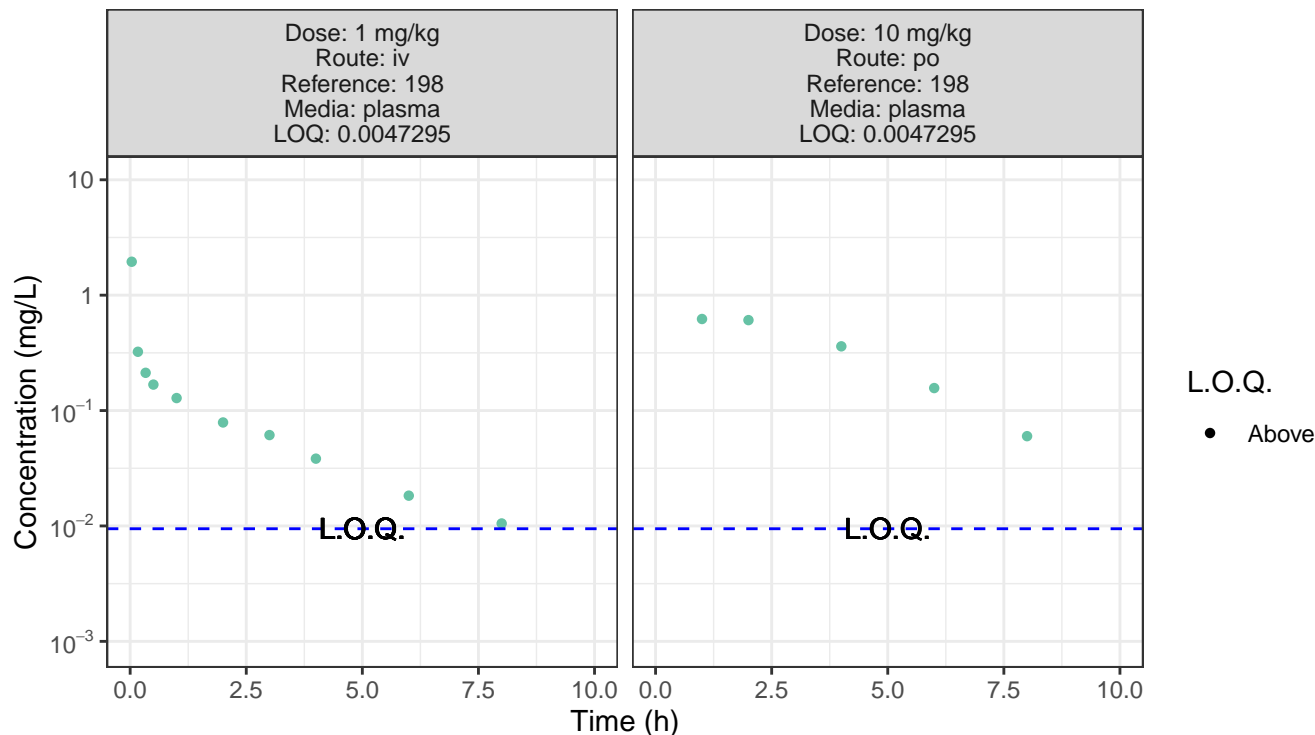 Dose: 1 mg/kg
Route: iv
Reference: 198
Media: plasma
LOQ: 0.0047295
Dose: 10 mg/kg
Route: po
Reference: 198
Media: plasma
LOQ: 0.0047295
Concentration (mg/L)
10
1
10⁻¹
10⁻²
10⁻³
L.O.Q.
L.O.Q.
0.0 2.5 5.0 7.5 10.0
0.0 2.5 5.0 7.5 10.0
Time (h)
L.O.Q.
Above